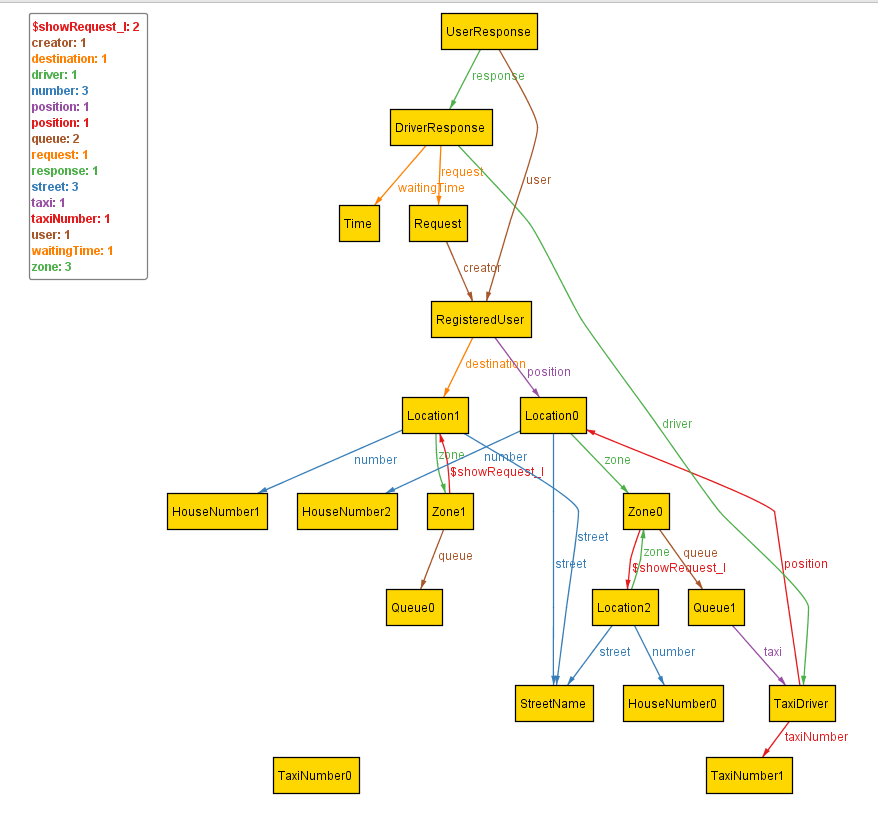 $showRequest_l: 2
creator: 1
destination: 1
driver: 1
number: 3
position: 1
position: 1
queue: 2
request: 1
response: 1
street: 3
taxi: 1
taxiNumber: 1
user: 1
waitingTime: 1
zone: 3
UserResponse
response
DriverResponse
user
request
waitingTime
Time
Request
creator
RegisteredUser
destination
position
Location1
Location0
driver
number
zone
number
$showRequest_l
zone
HouseNumber1
HouseNumber2
Zone1
Zone0
queue
street
street
zone
queue
$showRequest_l
position
Queue0
Location2
Queue1
street
number
taxi
StreetName
HouseNumber0
TaxiDriver
taxiNumber
TaxiNumber0
TaxiNumber1